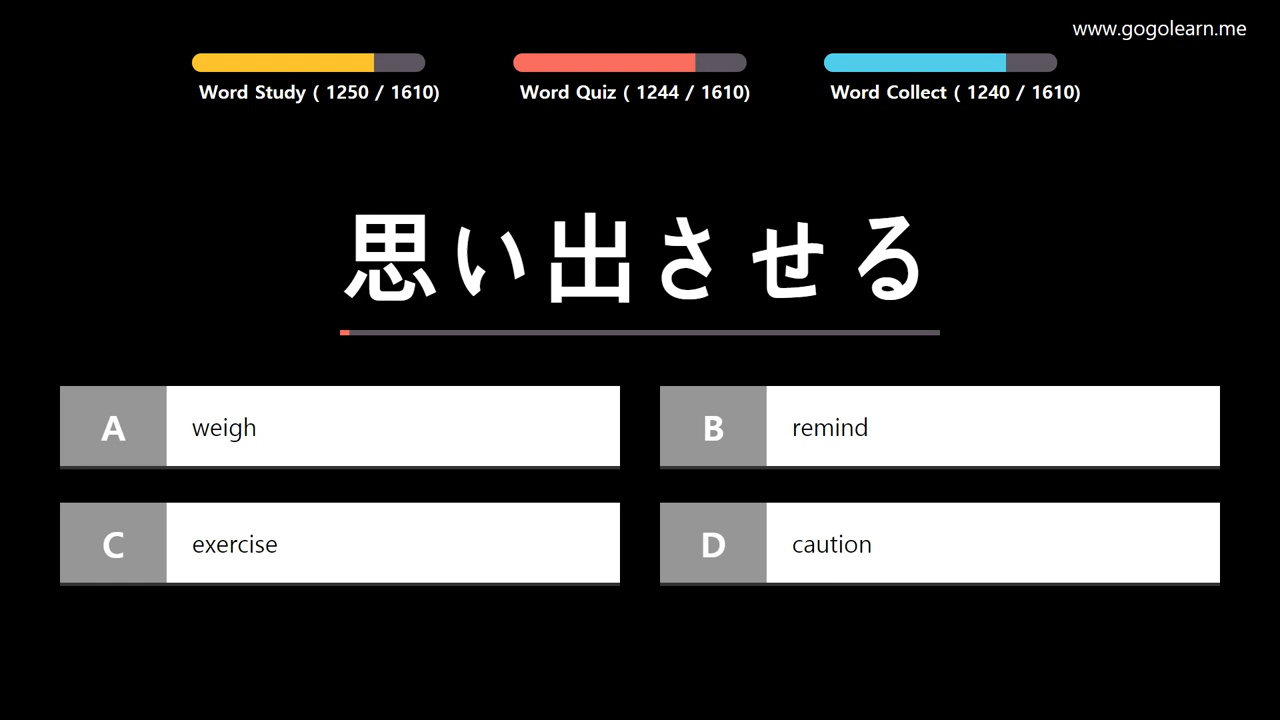 www.gogolearn.me
Word Study ( 1250 / 1610)
Word Quiz ( 1244 / 1610)
Word Collect ( 1240 / 1610)
思い出させる
A weigh
B remind
C exercise
D caution